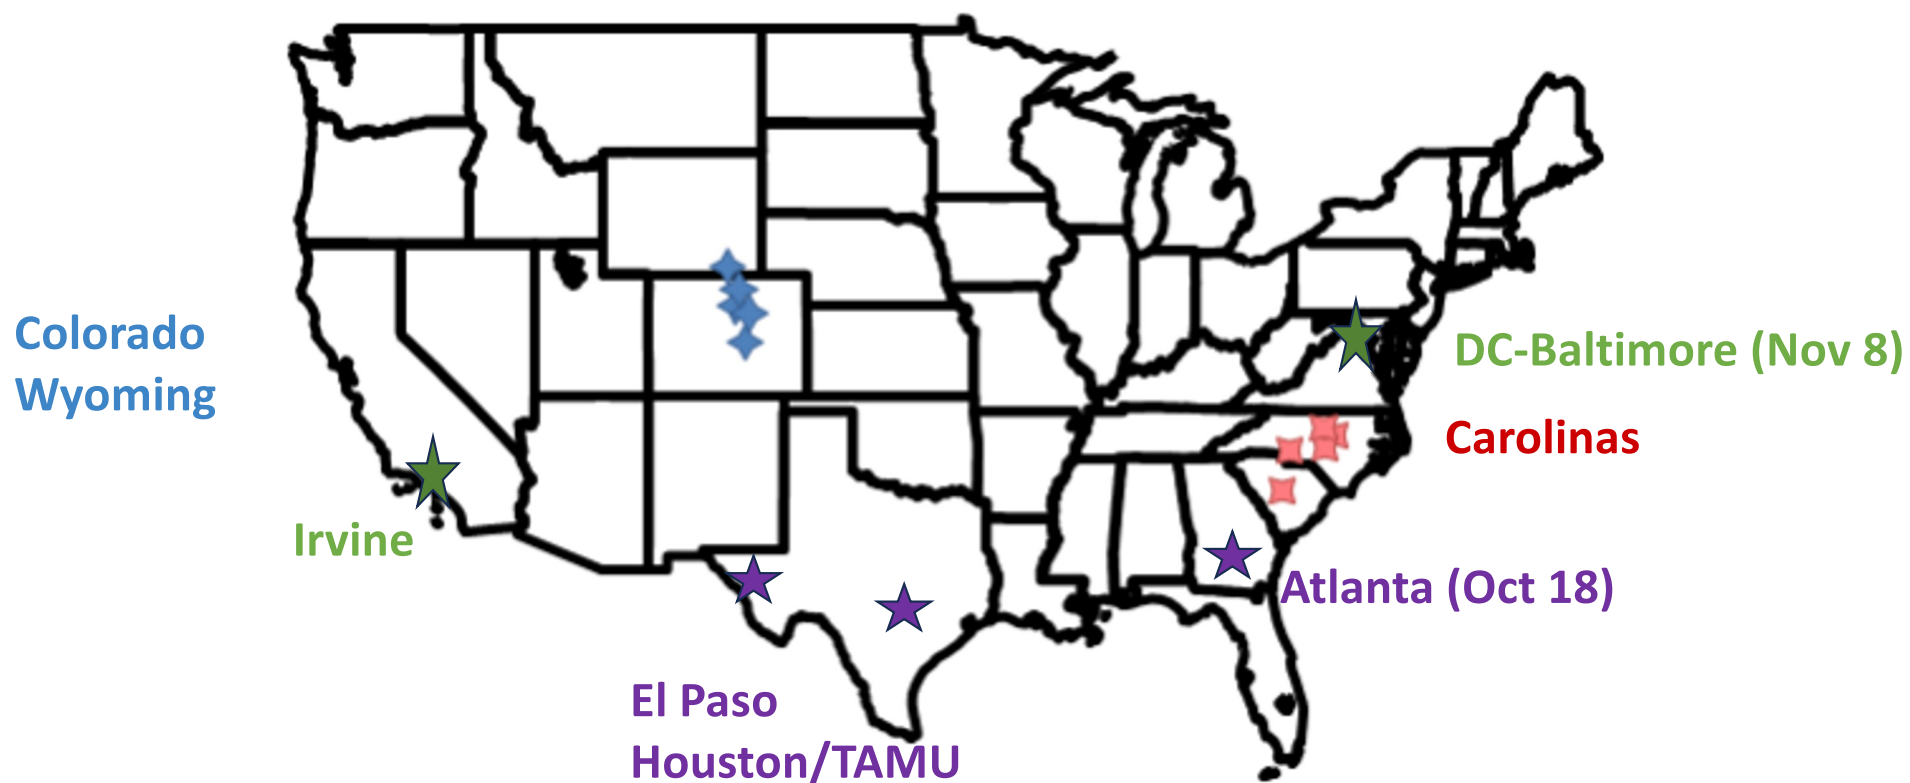 Colorado
Wyoming
DC-Baltimore (Nov 8)
Carolinas
Irvine
Atlanta (Oct 18)
El Paso
Houston/TAMU